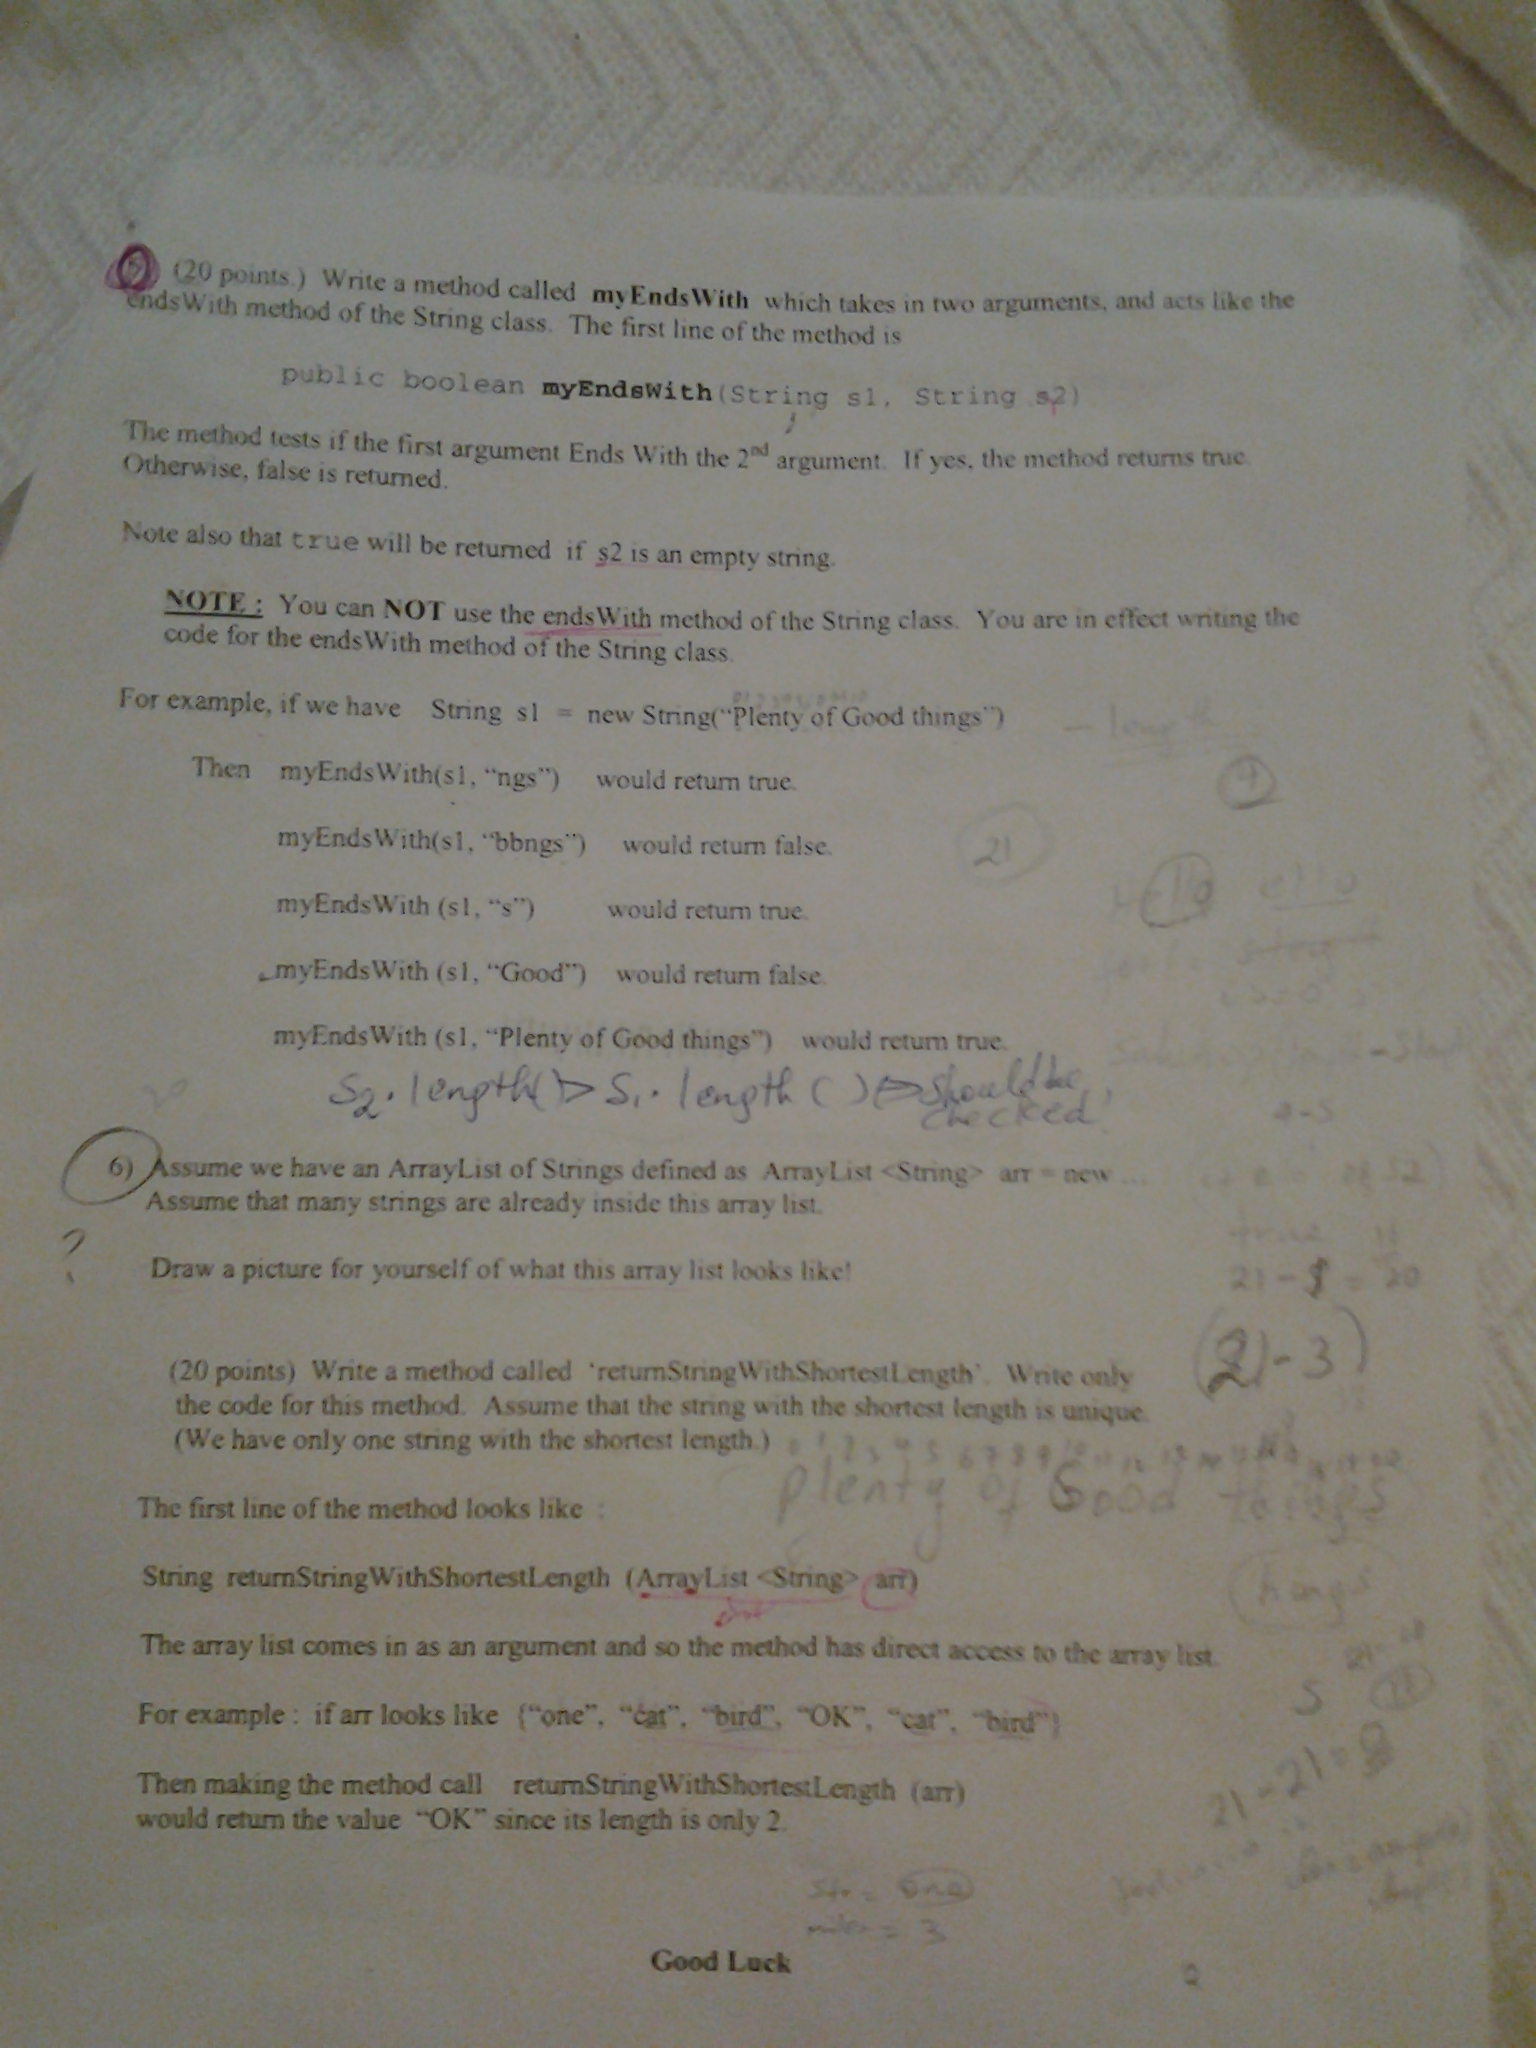 5) (20 points.) Write a method called myEndsWith which takes in two arguments, and acts like the
endsWith method of the String class. The first line of the method is
public boolean myEndsWith(String s1, String s2)
The method tests if the first argument Ends With the 2nd argument. If yes, the method returns true.
Otherwise, false is returned.
Note also that true will be returned if s2 is an empty string.
NOTE : You can NOT use the endsWith method of the String class. You are in effect writing the
code for the endsWith method of the String class.
For example, if we have String s1 = new String("Plenty of Good things")
- length
Then myEndsWith(s1, "ngs") would return true.
myEndsWith(s1, "bbngs") would return false.
21
myEndsWith (s1, "s") would return true.
ello
myEndsWith (s1, "Good") would return false.
myEndsWith (s1, "Plenty of Good things") would return true.
S2.length() > S1.length() => should be
checked!
6) Assume we have an ArrayList of Strings defined as ArrayList <String> arr = new ...
Assume that many strings are already inside this array list.
?
Draw a picture for yourself of what this array list looks like!
= 20
(21-3)
(20 points) Write a method called 'returnStringWithShortestLength'. Write only
the code for this method. Assume that the string with the shortest length is unique.
(We have only one string with the shortest length.)
plenty of Good things
The first line of the method looks like :
String returnStringWithShortestLength (ArrayList <String> arr)
The array list comes in as an argument and so the method has direct access to the array list.
For example : if arr looks like {"one", "cat", "bird", "OK", "cat", "bird"}
Then making the method call returnStringWithShortestLength (arr)
would return the value "OK" since its length is only 2.
str = one
= 3
Good Luck